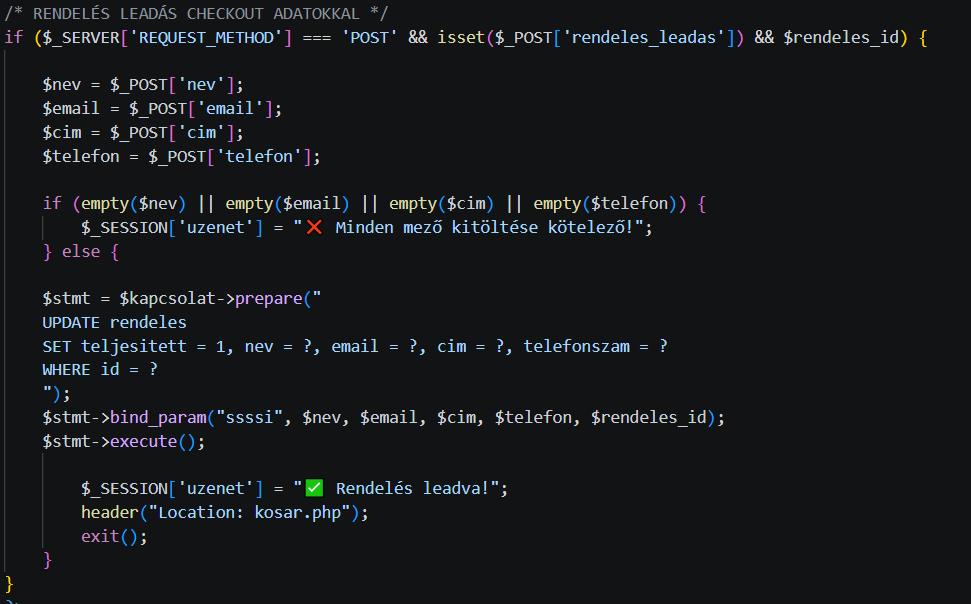 /* RENDELÉS LEADÁS CHECKOUT ADATOKKAL */
if ($_SERVER['REQUEST_METHOD'] === 'POST' && isset($_POST['rendeles_leadas']) && $rendeles_id) {
$nev = $_POST['nev'];
$email = $_POST['email'];
$cim = $_POST['cim'];
$telefon = $_POST['telefon'];
if (empty($nev) || empty($email) || empty($cim) || empty($telefon)) {
$_SESSION['uzenet'] = "❌ Minden mező kitöltése kötelező!";
} else {
$stmt = $kapcsolat->prepare("
UPDATE rendeles
SET teljesitett = 1, nev = ?, email = ?, cim = ?, telefonszam = ?
WHERE id = ?
");
$stmt->bind_param("ssssi", $nev, $email, $cim, $telefon, $rendeles_id);
$stmt->execute();
$_SESSION['uzenet'] = "✅ Rendelés leadva!";
header("Location: kosar.php");
exit();
}
}